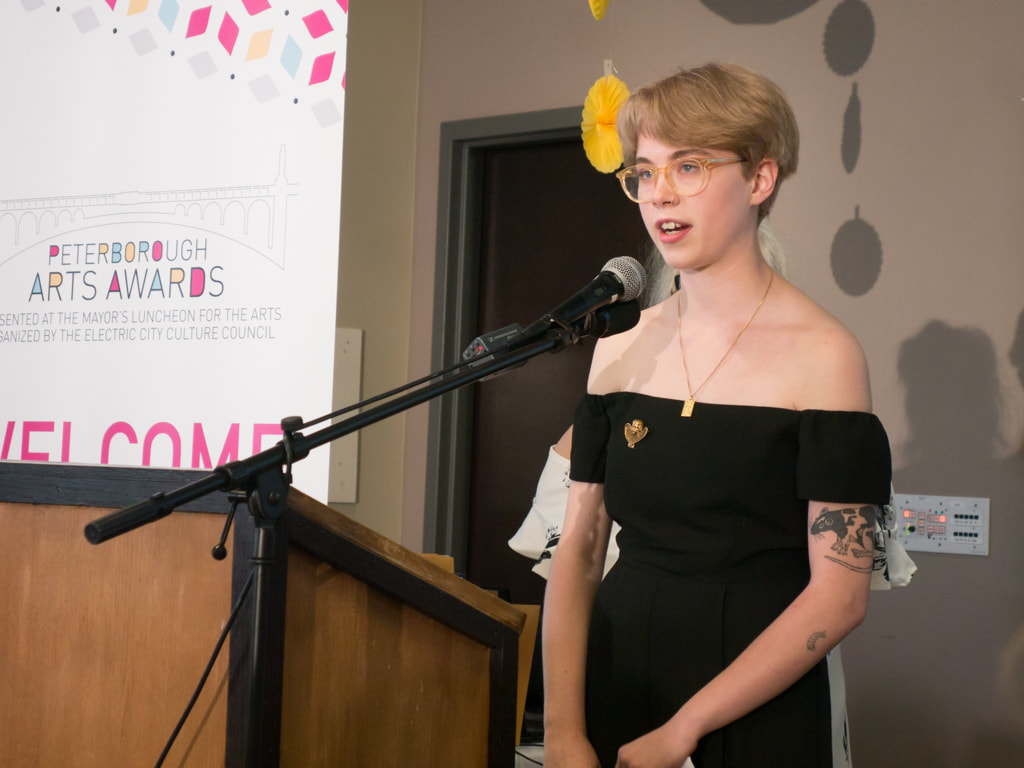 PETERBOROUGH
ARTS AWARDS
SENTED AT THE MAYOR'S LUNCHEON FOR THE ARTS
GANIZED BY THE ELECTRIC CITY CULTURE COUNCIL
WELCOME